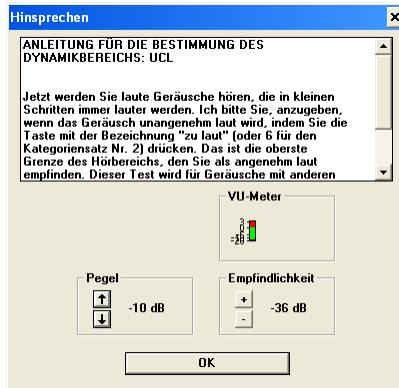 Hinsprechen
ANLEITUNG FÜR DIE BESTIMMUNG DES
DYNAMIKBEREICHS: UCL
Jetzt werden Sie laute Geräusche hören, die in kleinen
Schritten immer lauter werden. Ich bitte Sie, anzugeben,
wenn das Geräusch unangenehm laut wird, indem Sie die
Taste mit der Bezeichnung "zu laut" (oder 6 für den
Kategoriensatz Nr. 2) drücken. Das ist die oberste
Grenze des Hörbereichs, den Sie als angenehm laut
empfinden. Dieser Test wird für Geräusche mit anderen
VU-Meter
3
0
-20
Pegel
-10 dB
Empfindlichkeit
+
-36 dB
-
OK